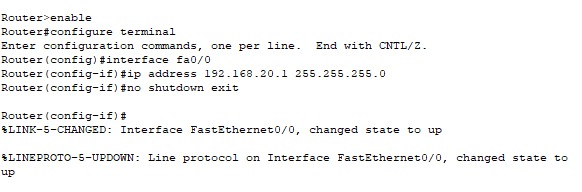 Router>enable
Router#configure terminal
Enter configuration commands, one per line.  End with CNTL/Z.
Router(config)#interface fa0/0
Router(config-if)#ip address 192.168.20.1 255.255.255.0
Router(config-if)#no shutdown exit
Router(config-if)#
%LINK-5-CHANGED: Interface FastEthernet0/0, changed state to up
%LINEPROTO-5-UPDOWN: Line protocol on Interface FastEthernet0/0, changed state to
up